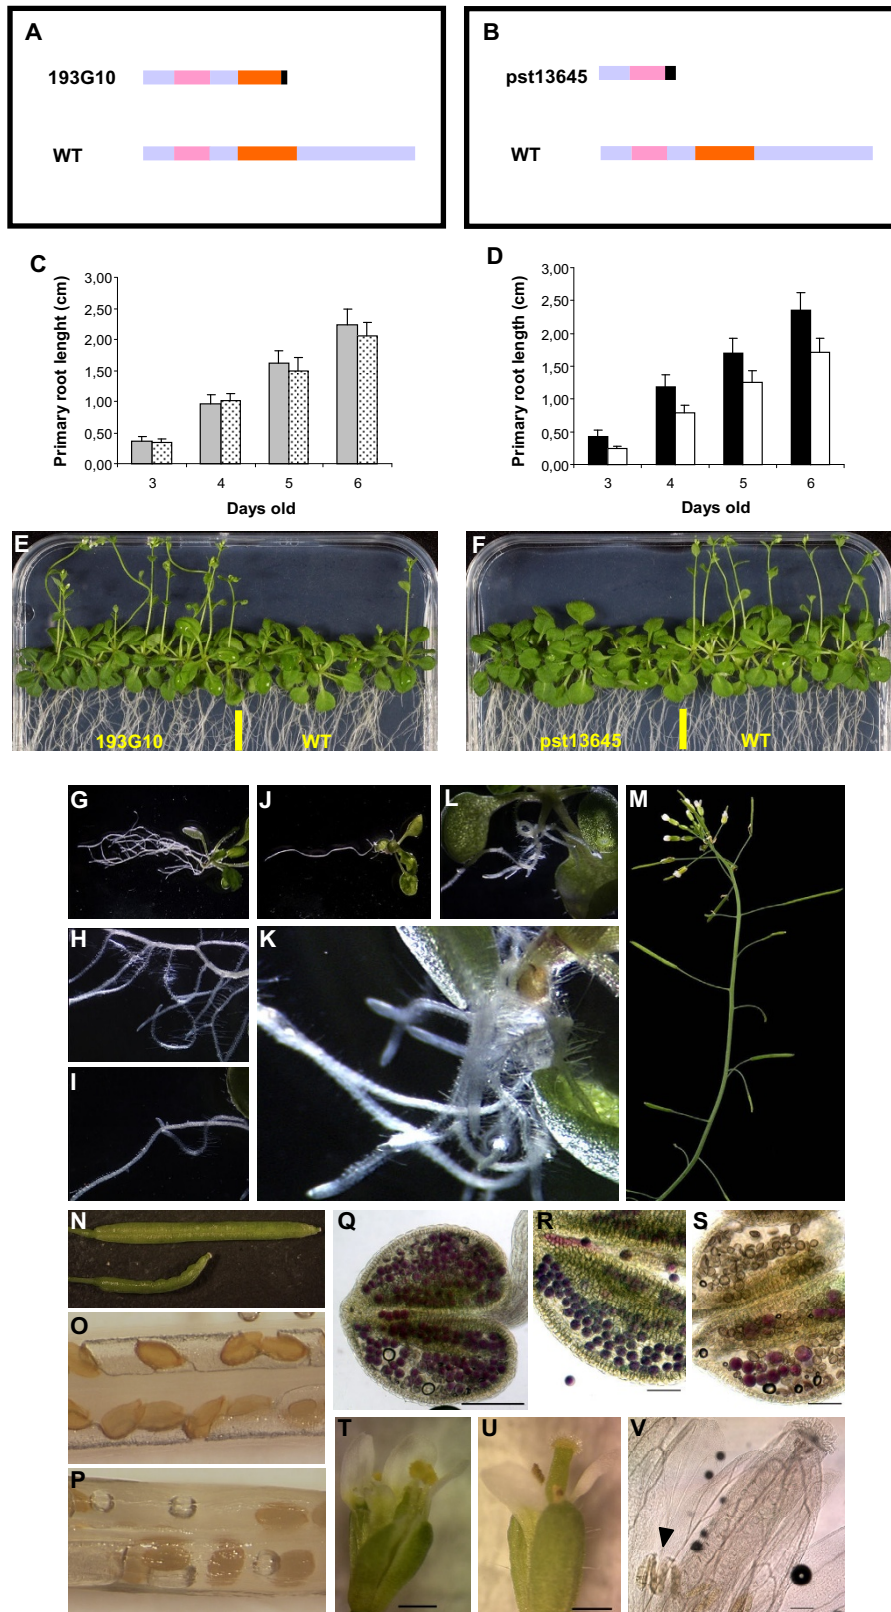 A
193G10
WT
B
pst13645
WT
C
Primary root lenght (cm)
3,00
2,50
2,00
1,50
1,00
0,50
0,00
3 4 5 6
Days old
D
Primary root length (cm)
3,00
2,50
2,00
1,50
1,00
0,50
0,00
3 4 5 6
Days old
E
193G10 WT
F
pst13645 WT
G
J
L
M
H
K
I
N
Q
R
S
O
P
T
U
V